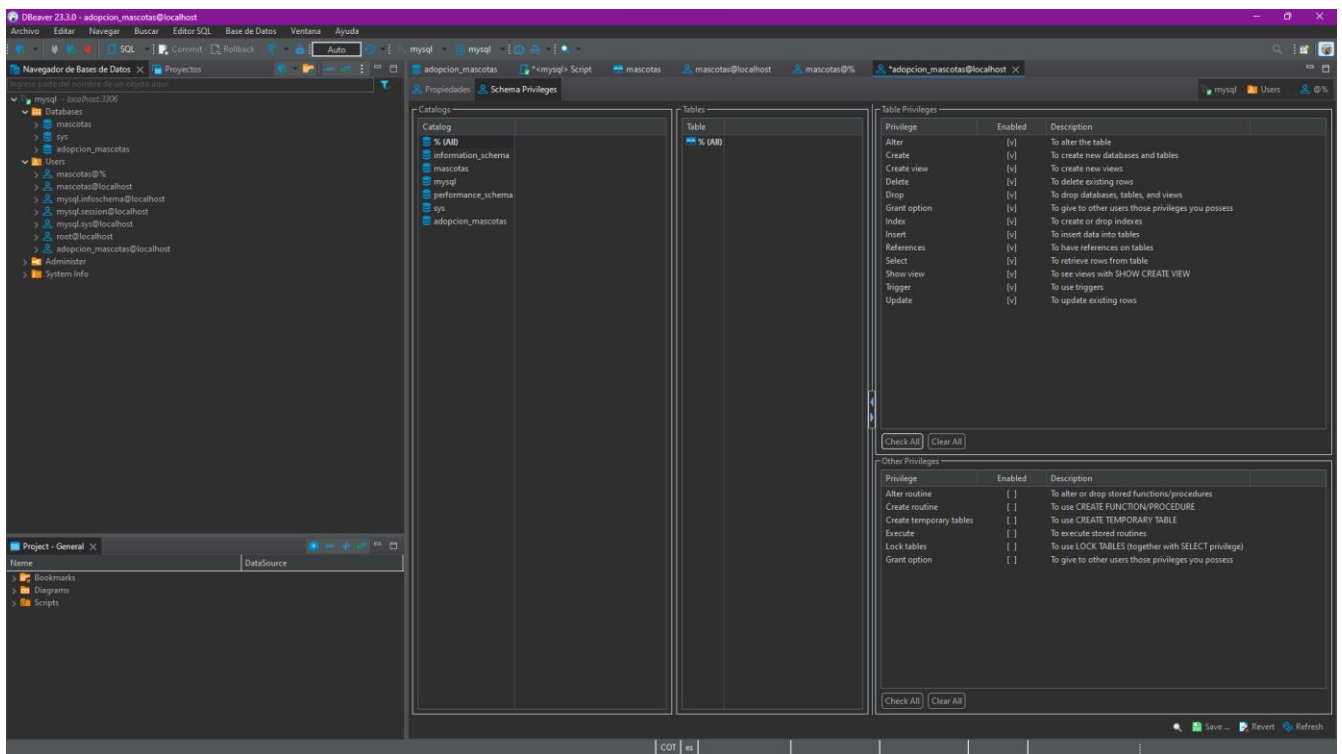 DBeaver 23.3.0 - adopcion_mascotas@localhost
Archivo Editar Navegar Buscar Editor SQL Base de Datos Ventana Ayuda
SQL Commit Rollback Auto mysql mysql
Navegador de Bases de Datos Proyectos
Ingrese parte del nombre de un objeto aquí
mysql - localhost:3306
Databases
mascotas
sys
adopcion_mascotas
Users
mascotas@%
mascotas@localhost
mysql.infoschema@localhost
mysql.session@localhost
mysql.sys@localhost
root@localhost
adopcion_mascotas@localhost
Administer
System Info
Project - General
Name DataSource
Bookmarks
Diagrams
Scripts
adopcion_mascotas *<mysql> Script mascotas mascotas@localhost mascotas@% *adopcion_mascotas@localhost
Propiedades Schema Privileges mysql Users @%
Catalogs
Catalog
% (All)
information_schema
mascotas
mysql
performance_schema
sys
adopcion_mascotas
Tables
Table
% (All)
Table Privileges
Privilege Enabled Description
Alter [v] To alter the table
Create [v] To create new databases and tables
Create view [v] To create new views
Delete [v] To delete existing rows
Drop [v] To drop databases, tables, and views
Grant option [v] To give to other users those privileges you possess
Index [v] To create or drop indexes
Insert [v] To insert data into tables
References [v] To have references on tables
Select [v] To retrieve rows from table
Show view [v] To see views with SHOW CREATE VIEW
Trigger [v] To use triggers
Update [v] To update existing rows
Check All Clear All
Other Privileges
Privilege Enabled Description
Alter routine [ ] To alter or drop stored functions/procedures
Create routine [ ] To use CREATE FUNCTION/PROCEDURE
Create temporary tables [ ] To use CREATE TEMPORARY TABLE
Execute [ ] To execute stored routines
Lock tables [ ] To use LOCK TABLES (together with SELECT privilege)
Grant option [ ] To give to other users those privileges you possess
Check All Clear All
Save ... Revert Refresh
COT es